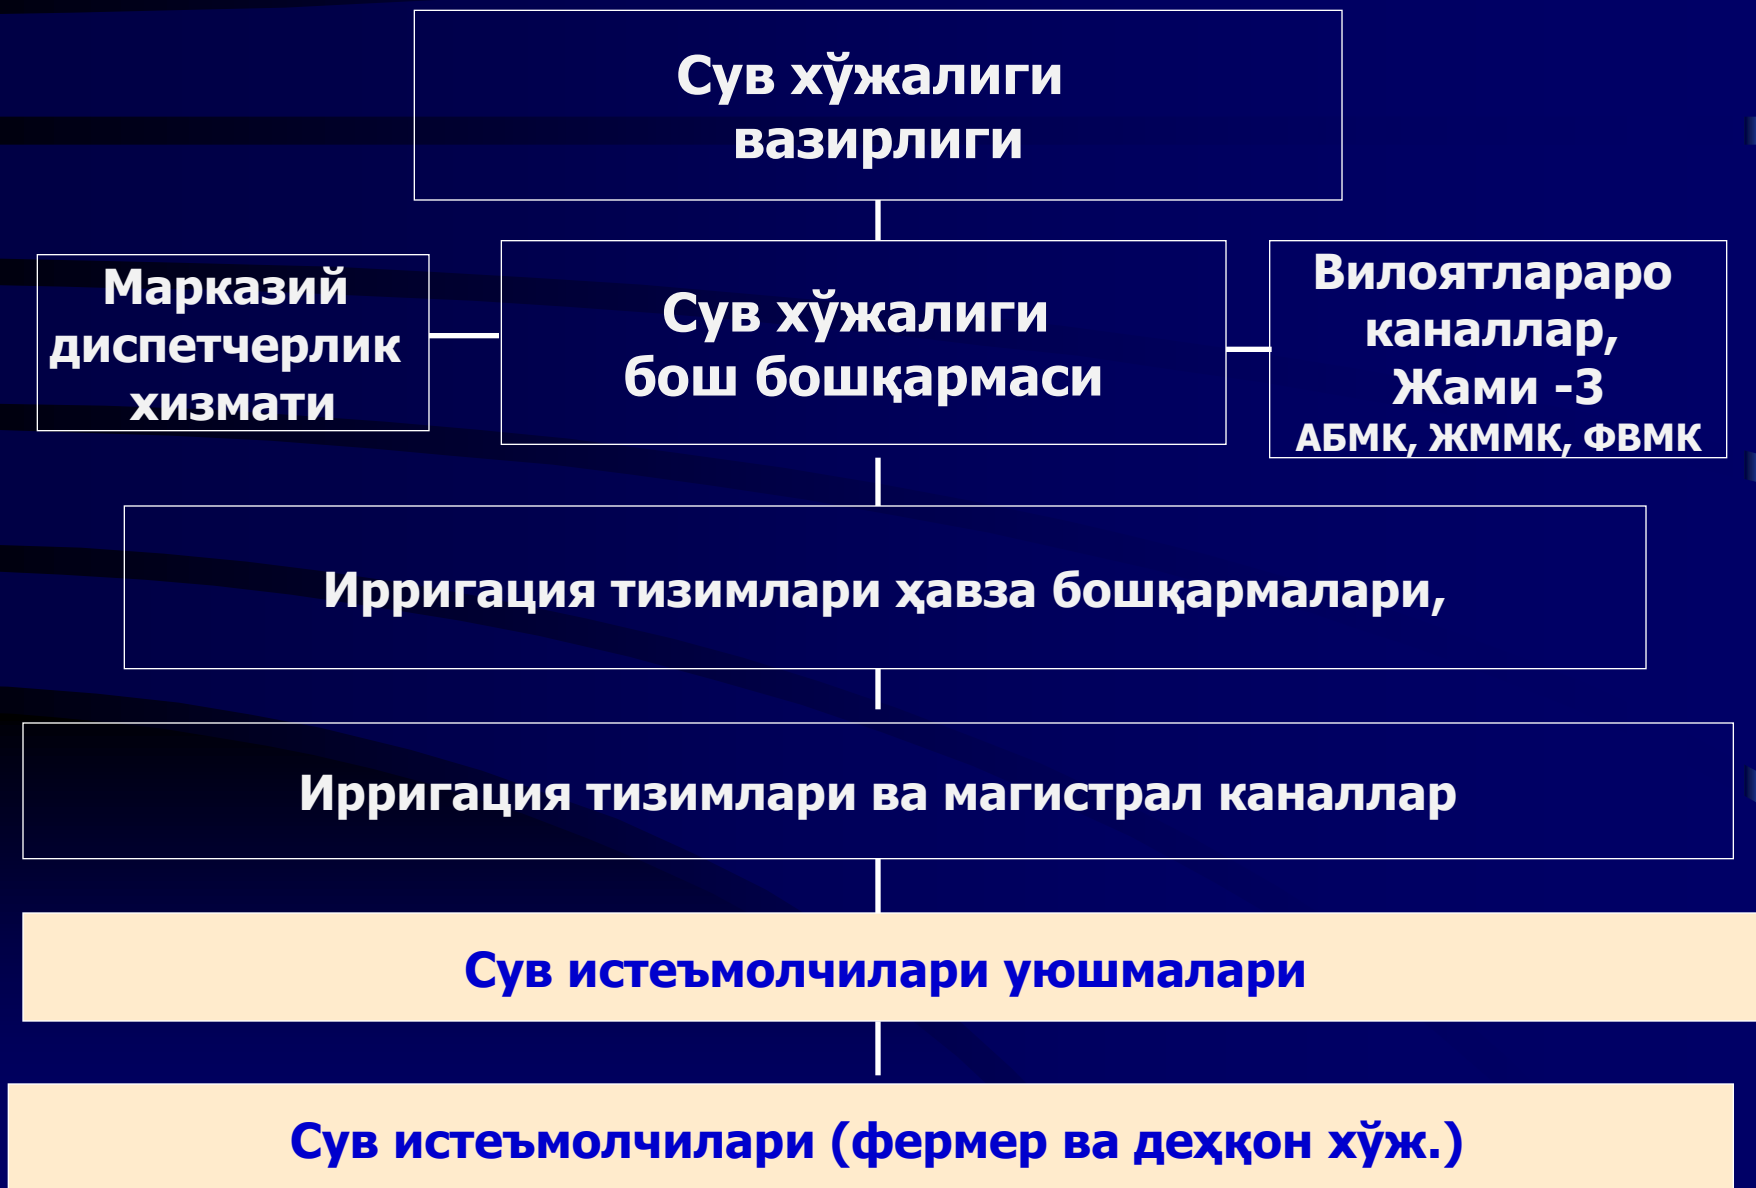 Сув хўжалиги
вазирлиги
Марказий
диспетчерлик
хизмати
Сув хўжалиги
бош бошқармаси
Вилоятлараро
каналлар,
Жами -3
АБМК, ЖММК, ФВМК
Ирригация тизимлари ҳавза бошқармалари,
Ирригация тизимлари ва магистрал каналлар
Сув истеъмолчилари уюшмалари
Сув истеъмолчилари (фермер ва деҳқон хўж.)